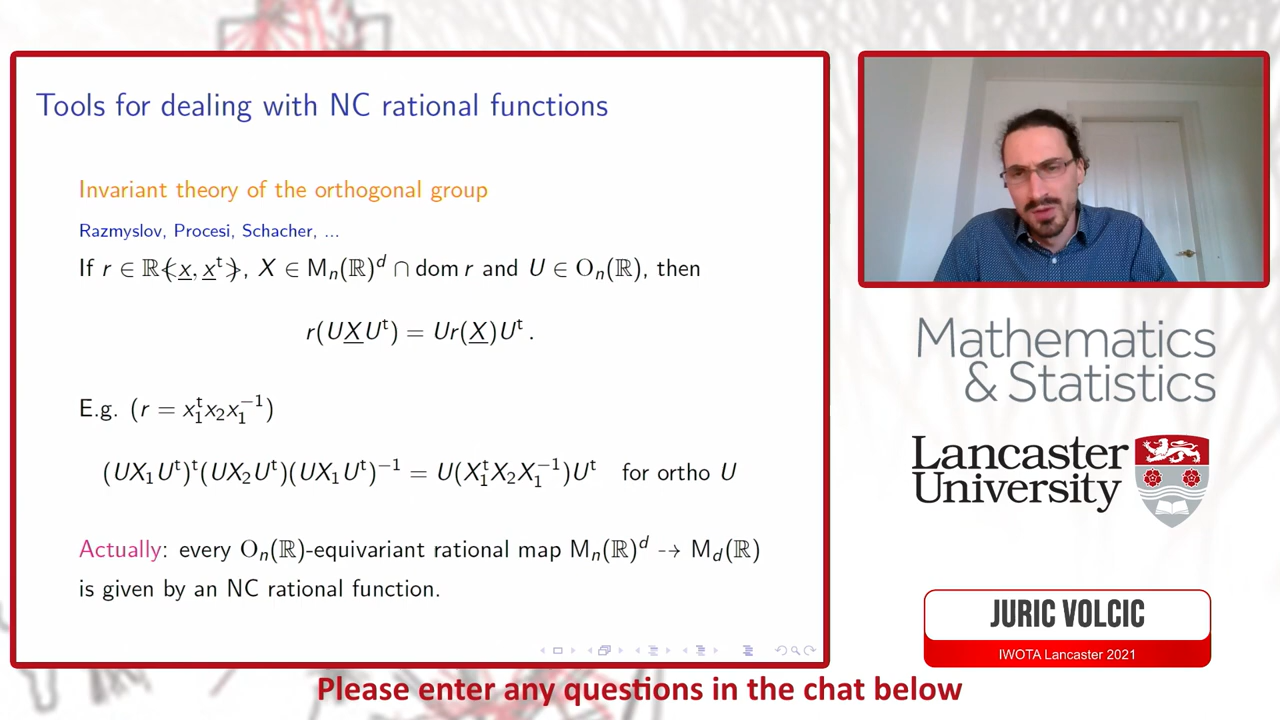 Tools for dealing with NC rational functions
Invariant theory of the orthogonal group
Razmyslov, Procesi, Schacher, ...
If r ∈ ℝ⦓x, xᵗ⦔, X ∈ Mₙ(ℝ)ᵈ ∩ dom r and U ∈ Oₙ(ℝ), then
r(UXUᵗ) = Ur(X)Uᵗ.
E.g. (r = x₁ᵗx₂x₁⁻¹)
(UX₁Uᵗ)ᵗ(UX₂Uᵗ)(UX₁Uᵗ)⁻¹ = U(X₁ᵗX₂X₁⁻¹)Uᵗ for ortho U
Actually: every Oₙ(ℝ)-equivariant rational map Mₙ(ℝ)ᵈ ⇢ M_d(ℝ)
is given by an NC rational function.
Mathematics
& Statistics
Lancaster
University
JURIC VOLCIC
IWOTA Lancaster 2021
Please enter any questions in the chat below